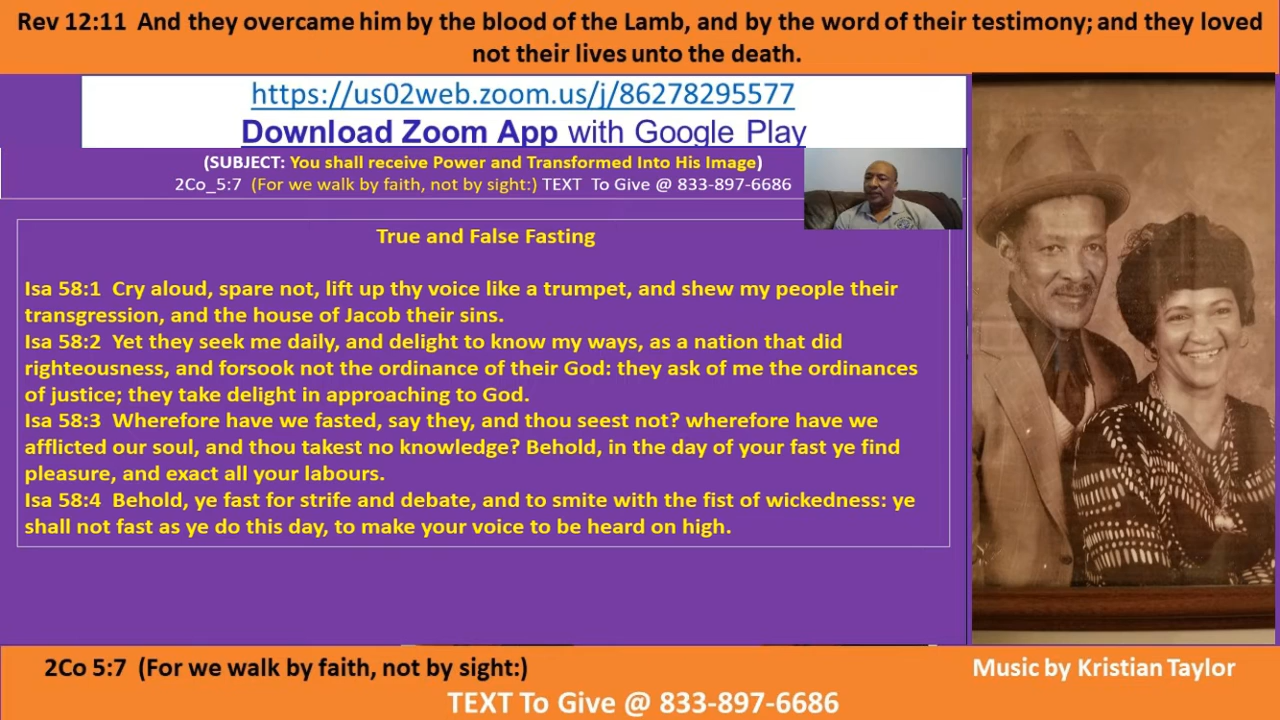 Rev 12:11  And they overcame him by the blood of the Lamb, and by the word of their testimony; and they loved
not their lives unto the death.
https://us02web.zoom.us/j/86278295577
Download Zoom App with Google Play
(SUBJECT: You shall receive Power and Transformed Into His Image)
2Co_5:7  (For we walk by faith, not by sight:) TEXT  To Give @ 833-897-6686
True and False Fasting
Isa 58:1  Cry aloud, spare not, lift up thy voice like a trumpet, and shew my people their
transgression, and the house of Jacob their sins.
Isa 58:2  Yet they seek me daily, and delight to know my ways, as a nation that did
righteousness, and forsook not the ordinance of their God: they ask of me the ordinances
of justice; they take delight in approaching to God.
Isa 58:3  Wherefore have we fasted, say they, and thou seest not? wherefore have we
afflicted our soul, and thou takest no knowledge? Behold, in the day of your fast ye find
pleasure, and exact all your labours.
Isa 58:4  Behold, ye fast for strife and debate, and to smite with the fist of wickedness: ye
shall not fast as ye do this day, to make your voice to be heard on high.
2Co 5:7  (For we walk by faith, not by sight:)
Music by Kristian Taylor
TEXT To Give @ 833-897-6686